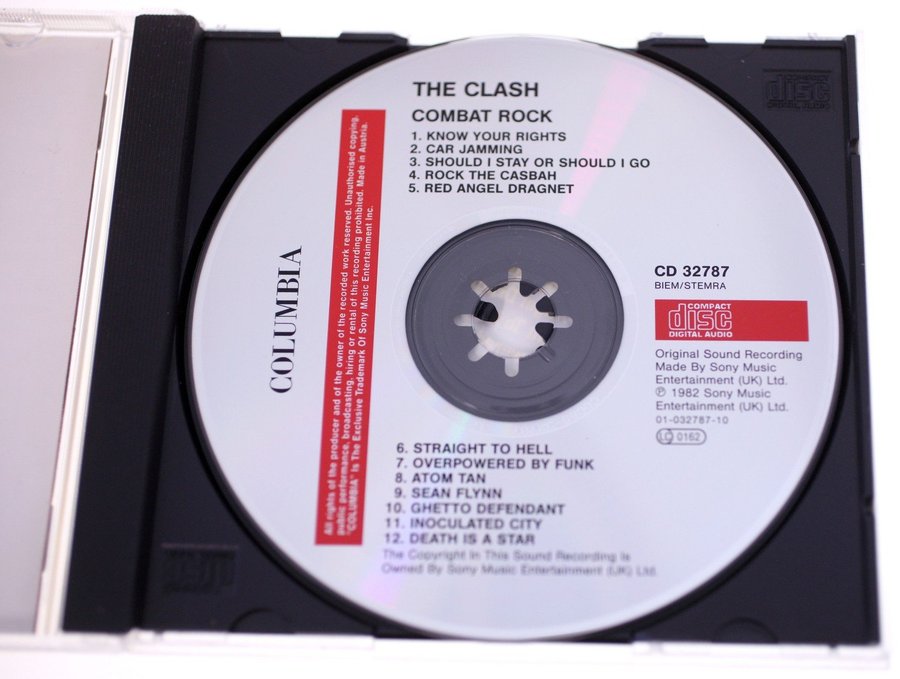 THE CLASH
COMBAT ROCK
1. KNOW YOUR RIGHTS
2. CAR JAMMING
3. SHOULD I STAY OR SHOULD I GO
4. ROCK THE CASBAH
5. RED ANGEL DRAGNET
COLUMBIA
All rights of the producer and of the owner of the recorded work reserved. Unauthorised copying,
public performance, broadcasting, hiring or rental of this recording prohibited. Made in Austria.
"COLUMBIA" Is The Exclusive Trademark Of Sony Music Entertainment Inc.
CD 32787
BIEM/STEMRA
COMPACT
disc
DIGITAL AUDIO
Original Sound Recording
Made By Sony Music
Entertainment (UK) Ltd.
℗ 1982 Sony Music
Entertainment (UK) Ltd.
01-032787-10
LC 0162
6. STRAIGHT TO HELL
7. OVERPOWERED BY FUNK
8. ATOM TAN
9. SEAN FLYNN
10. GHETTO DEFENDANT
11. INOCULATED CITY
12. DEATH IS A STAR
The Copyright In This Sound Recording Is
Owned By Sony Music Entertainment (UK) Ltd.
COMPACT
disc
DIGITAL AUDIO